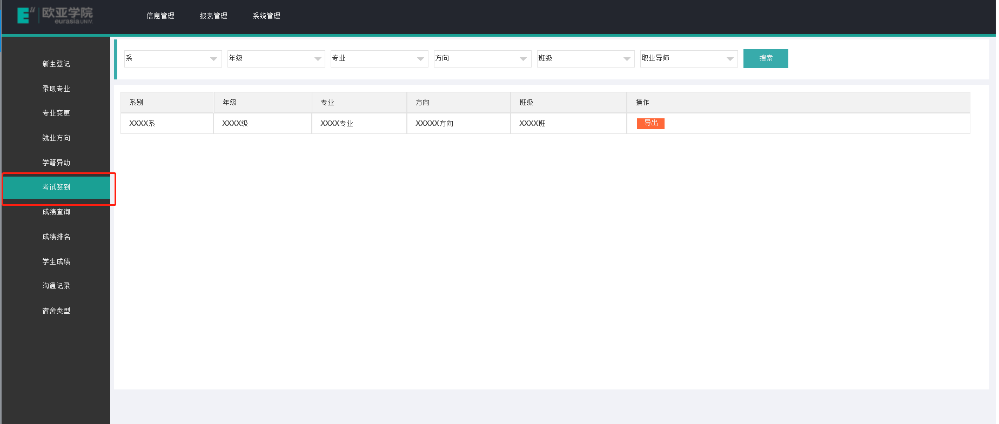 E u 欧亚学院 信息管理 报表管理 系统管理
eurasia UNIV.
系 年级 专业 方向 班级 职业导师 搜索
新生登记
录取专业
专业变更
就业方向
学籍异动
考试签到
成绩查询
成绩排名
学生成绩
沟通记录
宿舍类型
系别 年级 专业 方向 班级 操作
XXXX系 XXXX级 XXXX专业 XXXXX方向 XXXX班 导出